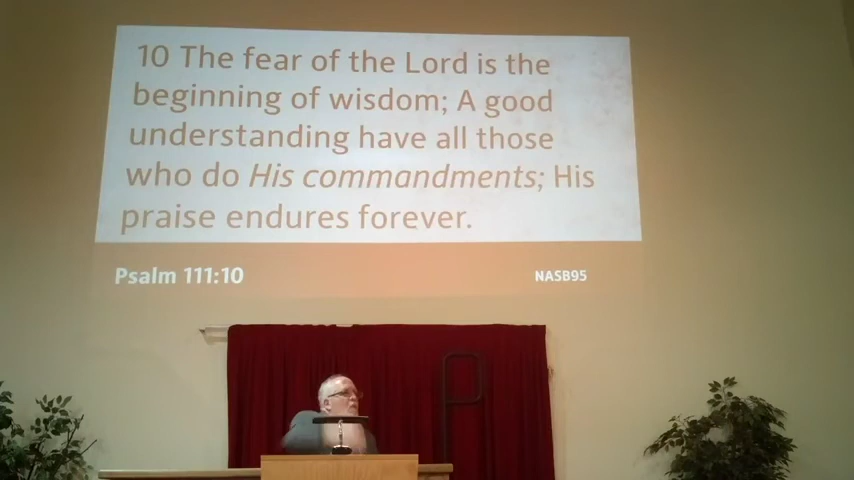 10 The fear of the Lord is the
beginning of wisdom; A good
understanding have all those
who do His commandments; His
praise endures forever.
Psalm 111:10
NASB95